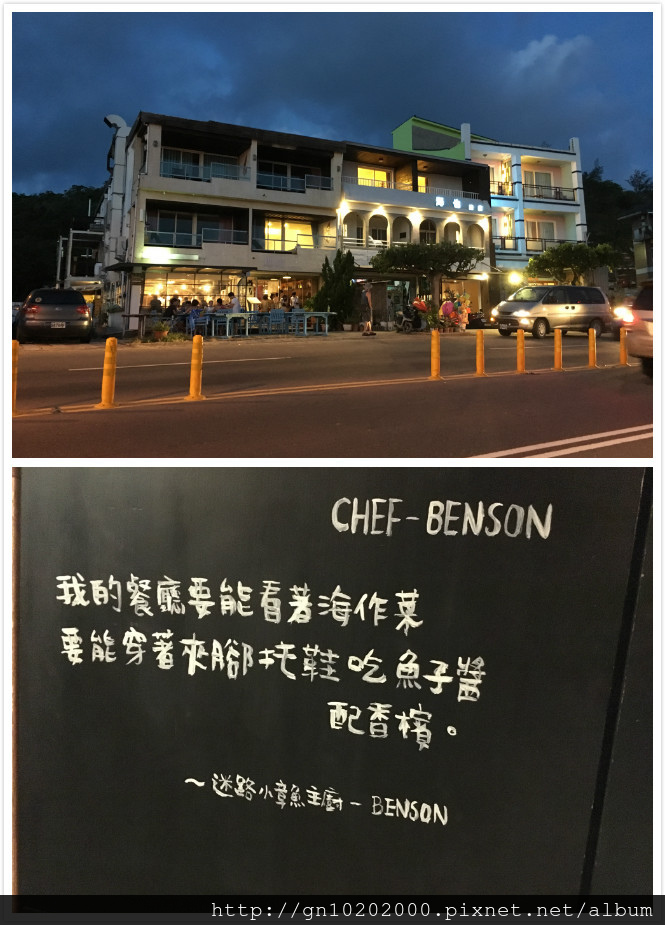 CHEF-BENSON
我的餐廳要能看著海作菜
要能穿著夾腳拖鞋吃魚子醬
配香檳。
~迷路小章魚主廚-BENSON
http://gn10202000.pixnet.net/album